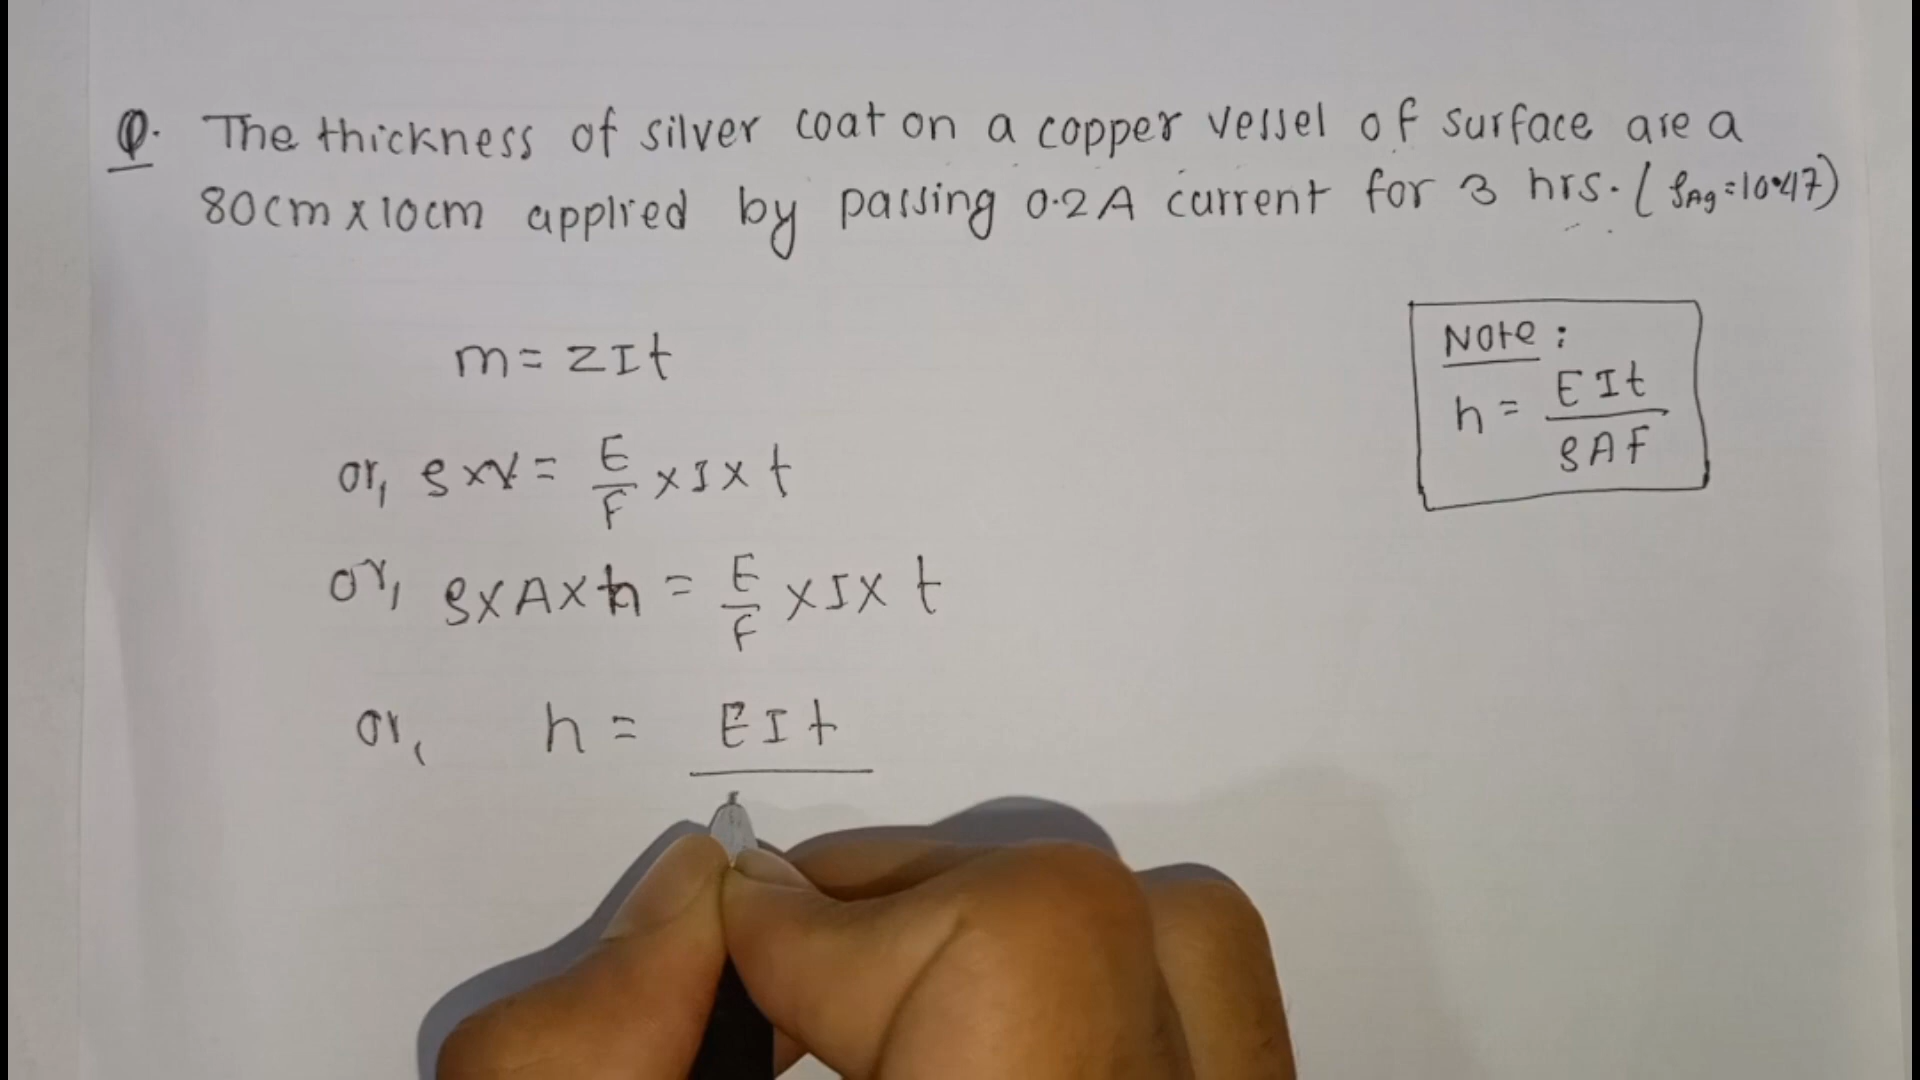 Q. The thickness of silver coat on a copper vessel of surface area
80cm x 10cm applied by passing 0.2A current for 3 hrs. (ρAg = 10.47)
m = ZIt
or, ρ x V = E/F x I x t
or, ρ x A x h = E/F x I x t
or, h = EIt
Note :
h = EIt/ρAF